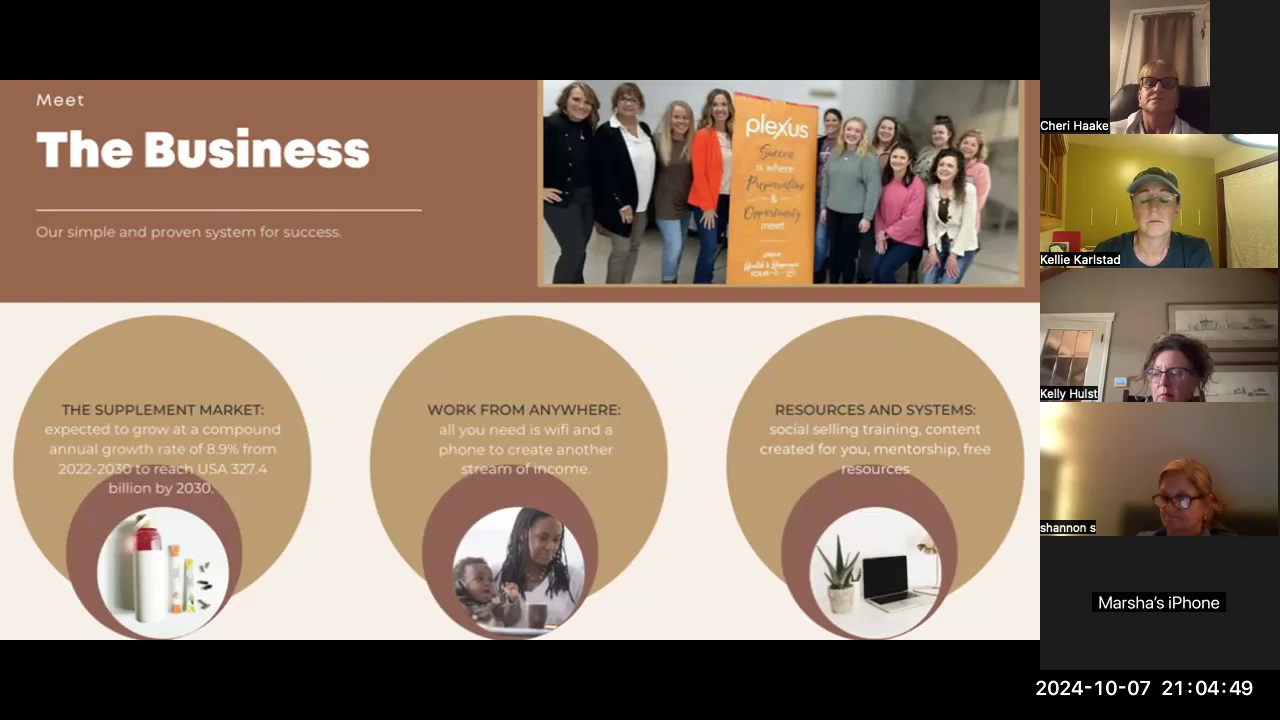 Meet
The Business
Our simple and proven system for success.
plexus
Success
is where
Preparation
&
Opportunity
meet
plexus
Health & Happiness
TOUR
THE SUPPLEMENT MARKET:
expected to grow at a compound
annual growth rate of 8.9% from
2022-2030 to reach USA 327.4
billion by 2030.
WORK FROM ANYWHERE:
all you need is wifi and a
phone to create another
stream of income.
RESOURCES AND SYSTEMS:
social selling training, content
created for you, mentorship, free
resources
Cheri Haake
Kellie Karlstad
Kelly Hulst
shannon s
Marsha's iPhone
2024-10-07 21:04:49